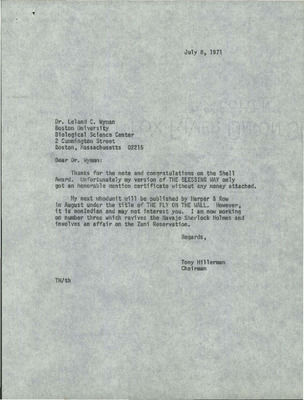 July 8, 1971
Dr. Leland C. Wyman
Boston University
Biological Science Center
2 Cummington Street
Boston, Massachusetts 02215
Dear Dr. Wyman:
Thanks for the note and congratulations on the Shell
Award. Unfortunately my version of THE BLESSING WAY only
got an honorable mention certificate without any money attached.
My next whodunit will be published by Harper & Row
in August under the title of THE FLY ON THE WALL. However,
it is nonIndian and may not interest you. I am now working
on number three which revives the Navajo Sherlock Holmes and
involves an affair on the Zuni Reservation.
Regards,
Tony Hillerman
Chairman
TH/th